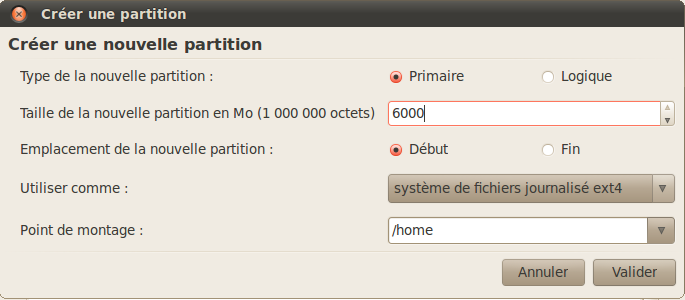 Créer une partition
Créer une nouvelle partition
Type de la nouvelle partition : Primaire Logique
Taille de la nouvelle partition en Mo (1 000 000 octets) 6000
Emplacement de la nouvelle partition : Début Fin
Utiliser comme : système de fichiers journalisé ext4
Point de montage : /home
Annuler Valider